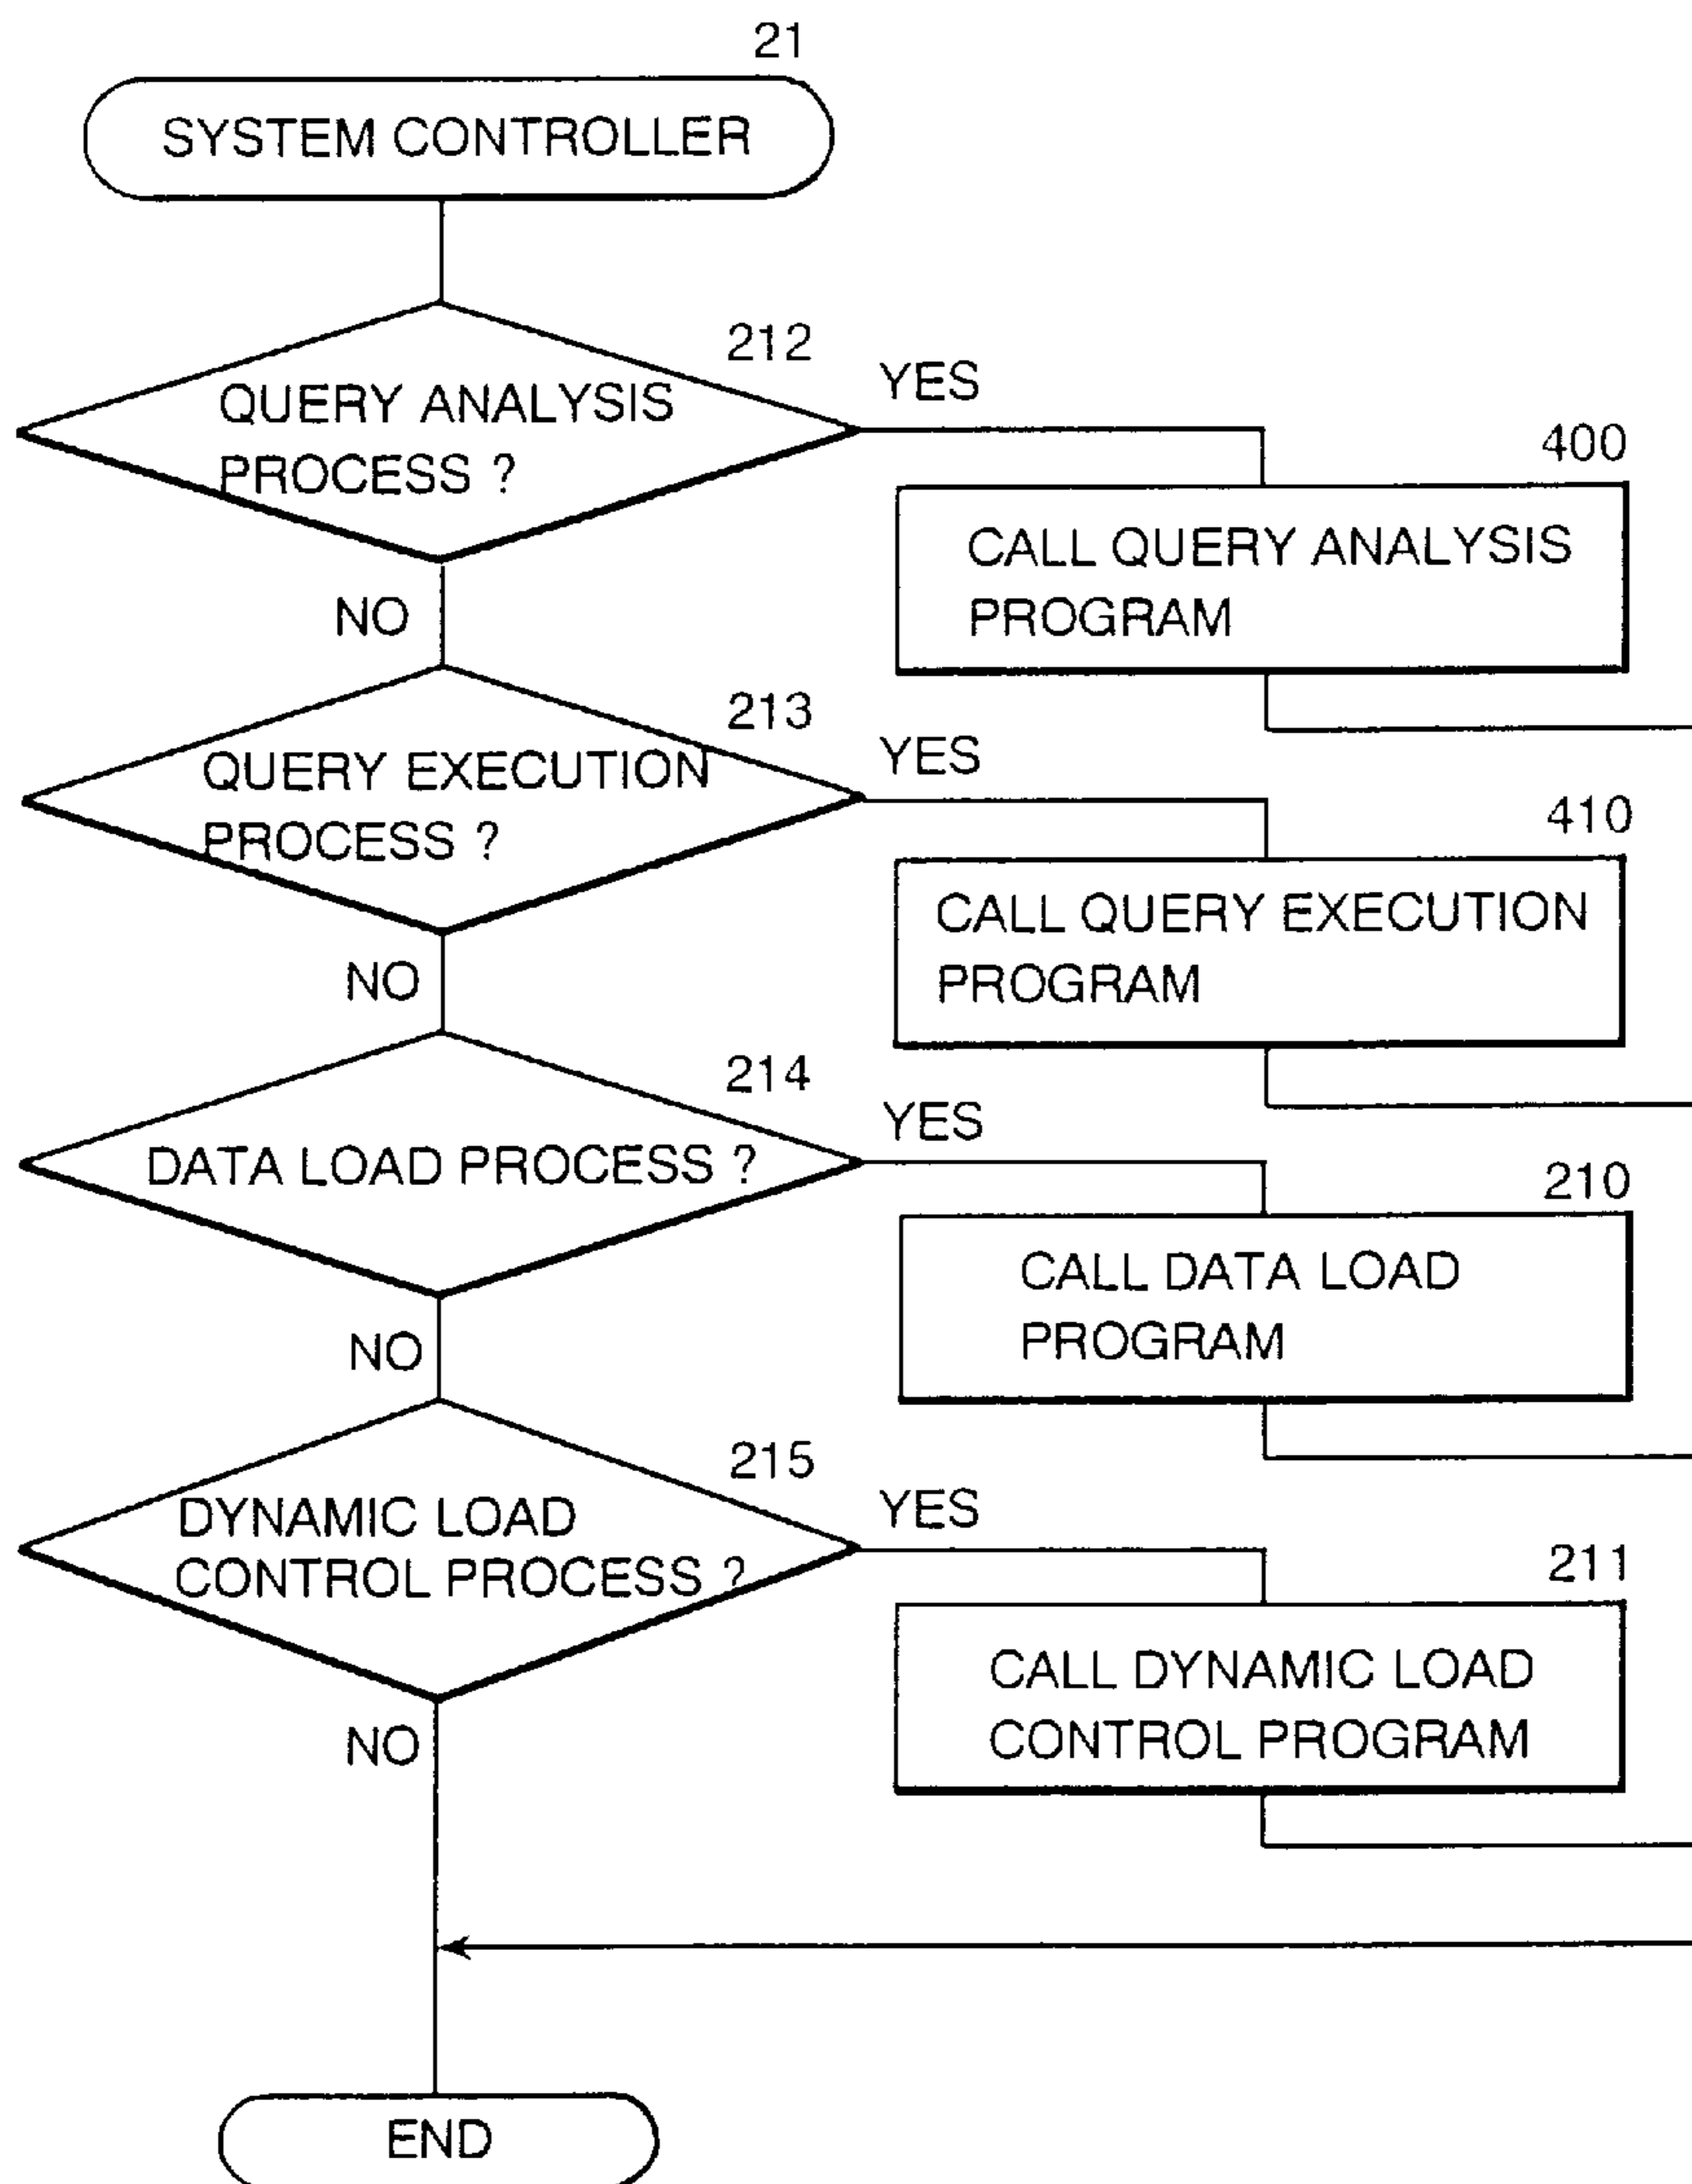 21
SYSTEM CONTROLLER
212
QUERY ANALYSIS
PROCESS ?
YES
400
CALL QUERY ANALYSIS
PROGRAM
NO
213
QUERY EXECUTION
PROCESS ?
YES
410
CALL QUERY EXECUTION
PROGRAM
NO
214
DATA LOAD PROCESS ?
YES
210
CALL DATA LOAD
PROGRAM
NO
215
DYNAMIC LOAD
CONTROL PROCESS ?
YES
211
CALL DYNAMIC LOAD
CONTROL PROGRAM
NO
END